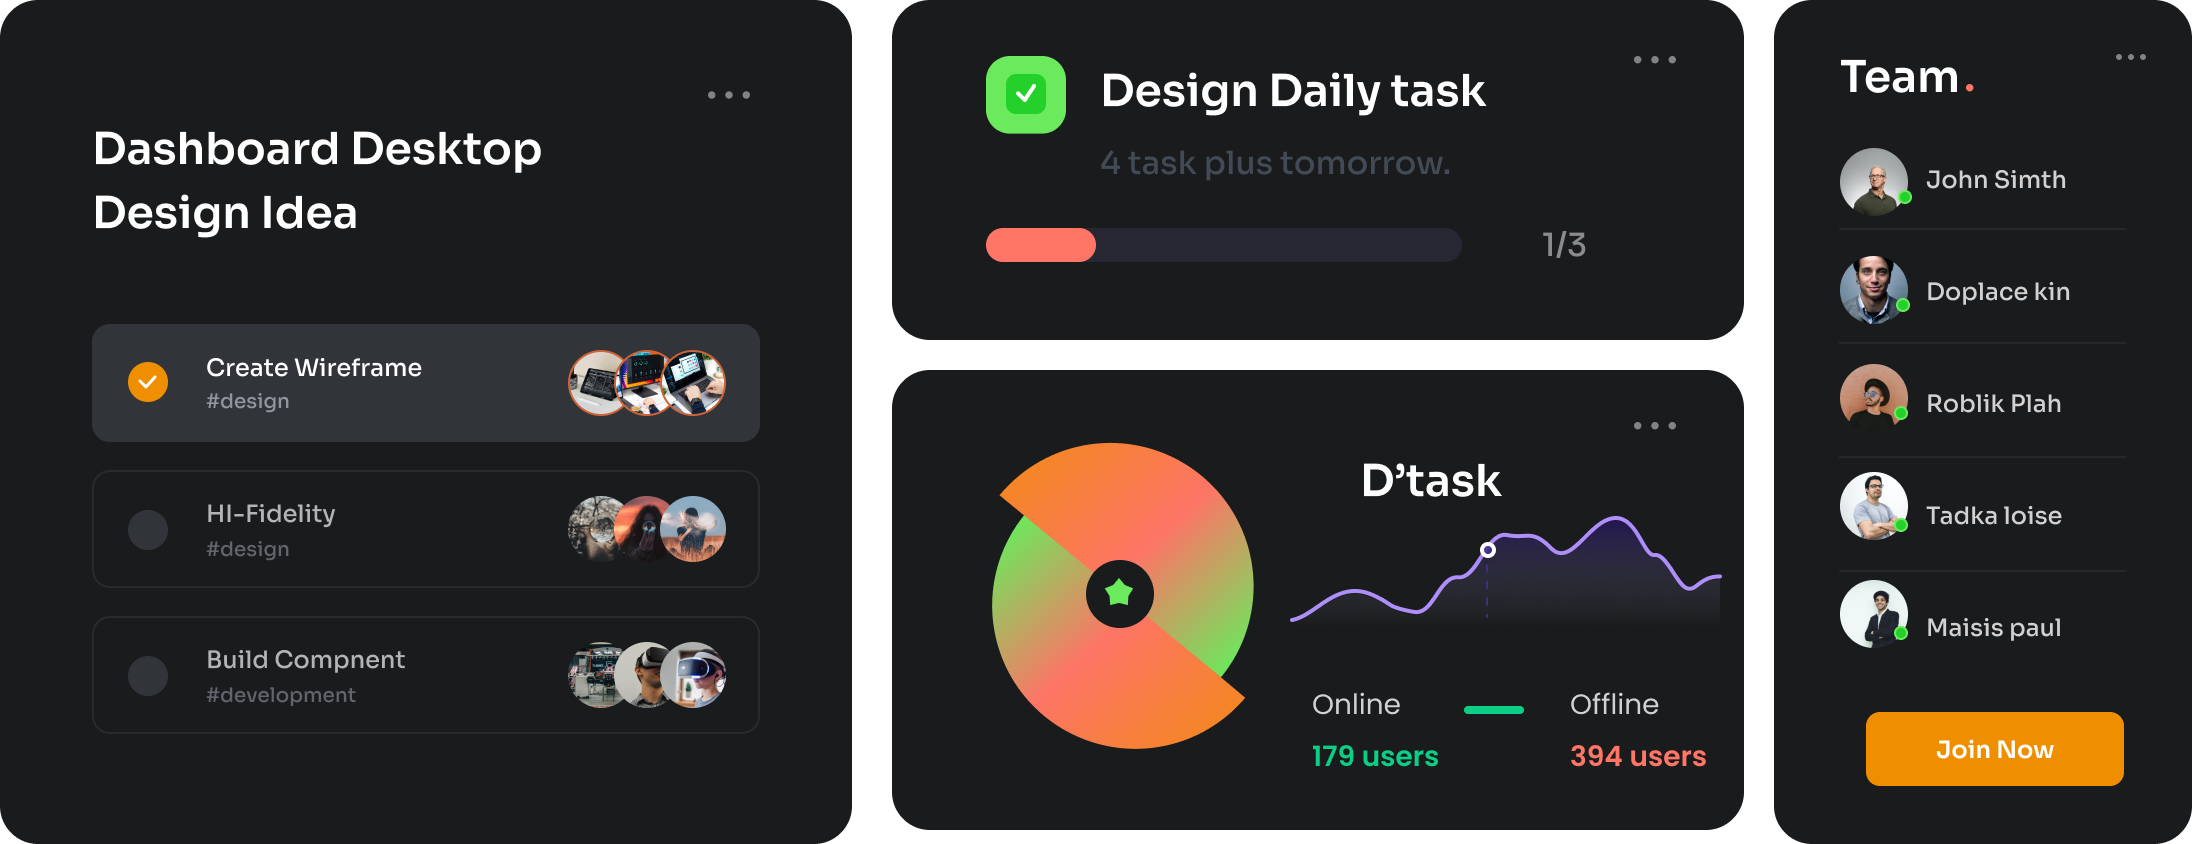 Dashboard Desktop
Design Idea
Create Wireframe
#design
HI-Fidelity
#design
Build Compnent
#development
Design Daily task
4 task plus tomorrow.
1/3
D’task
Online
Offline
179 users
394 users
Team.
John Simth
Doplace kin
Roblik Plah
Tadka loise
Maisis paul
Join Now